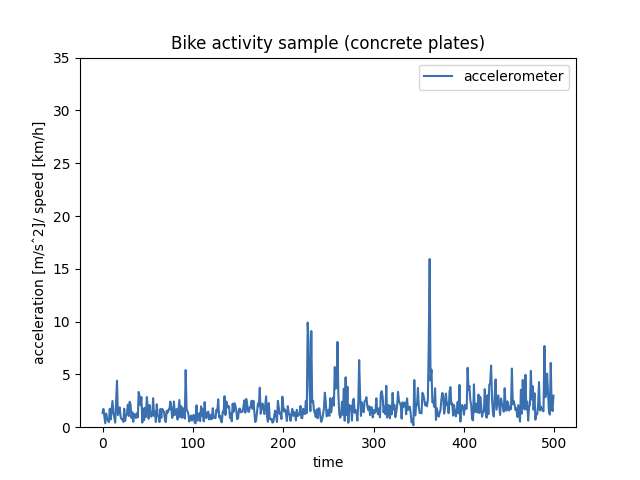 Bike activity sample (concrete plates)
accelerometer
acceleration [m/sˆ2]/ speed [km/h]
35
30
25
20
15
10
5
0
0 100 200 300 400 500
time